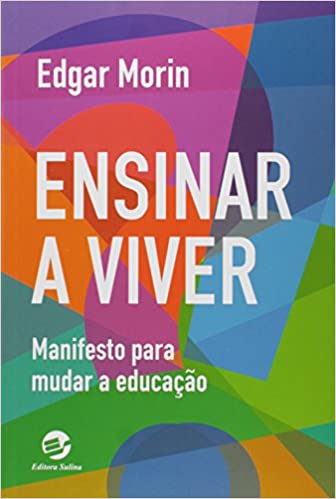 Edgar Morin
ENSINAR
A VIVER
Manifesto para
mudar a educação
Editora Sulina